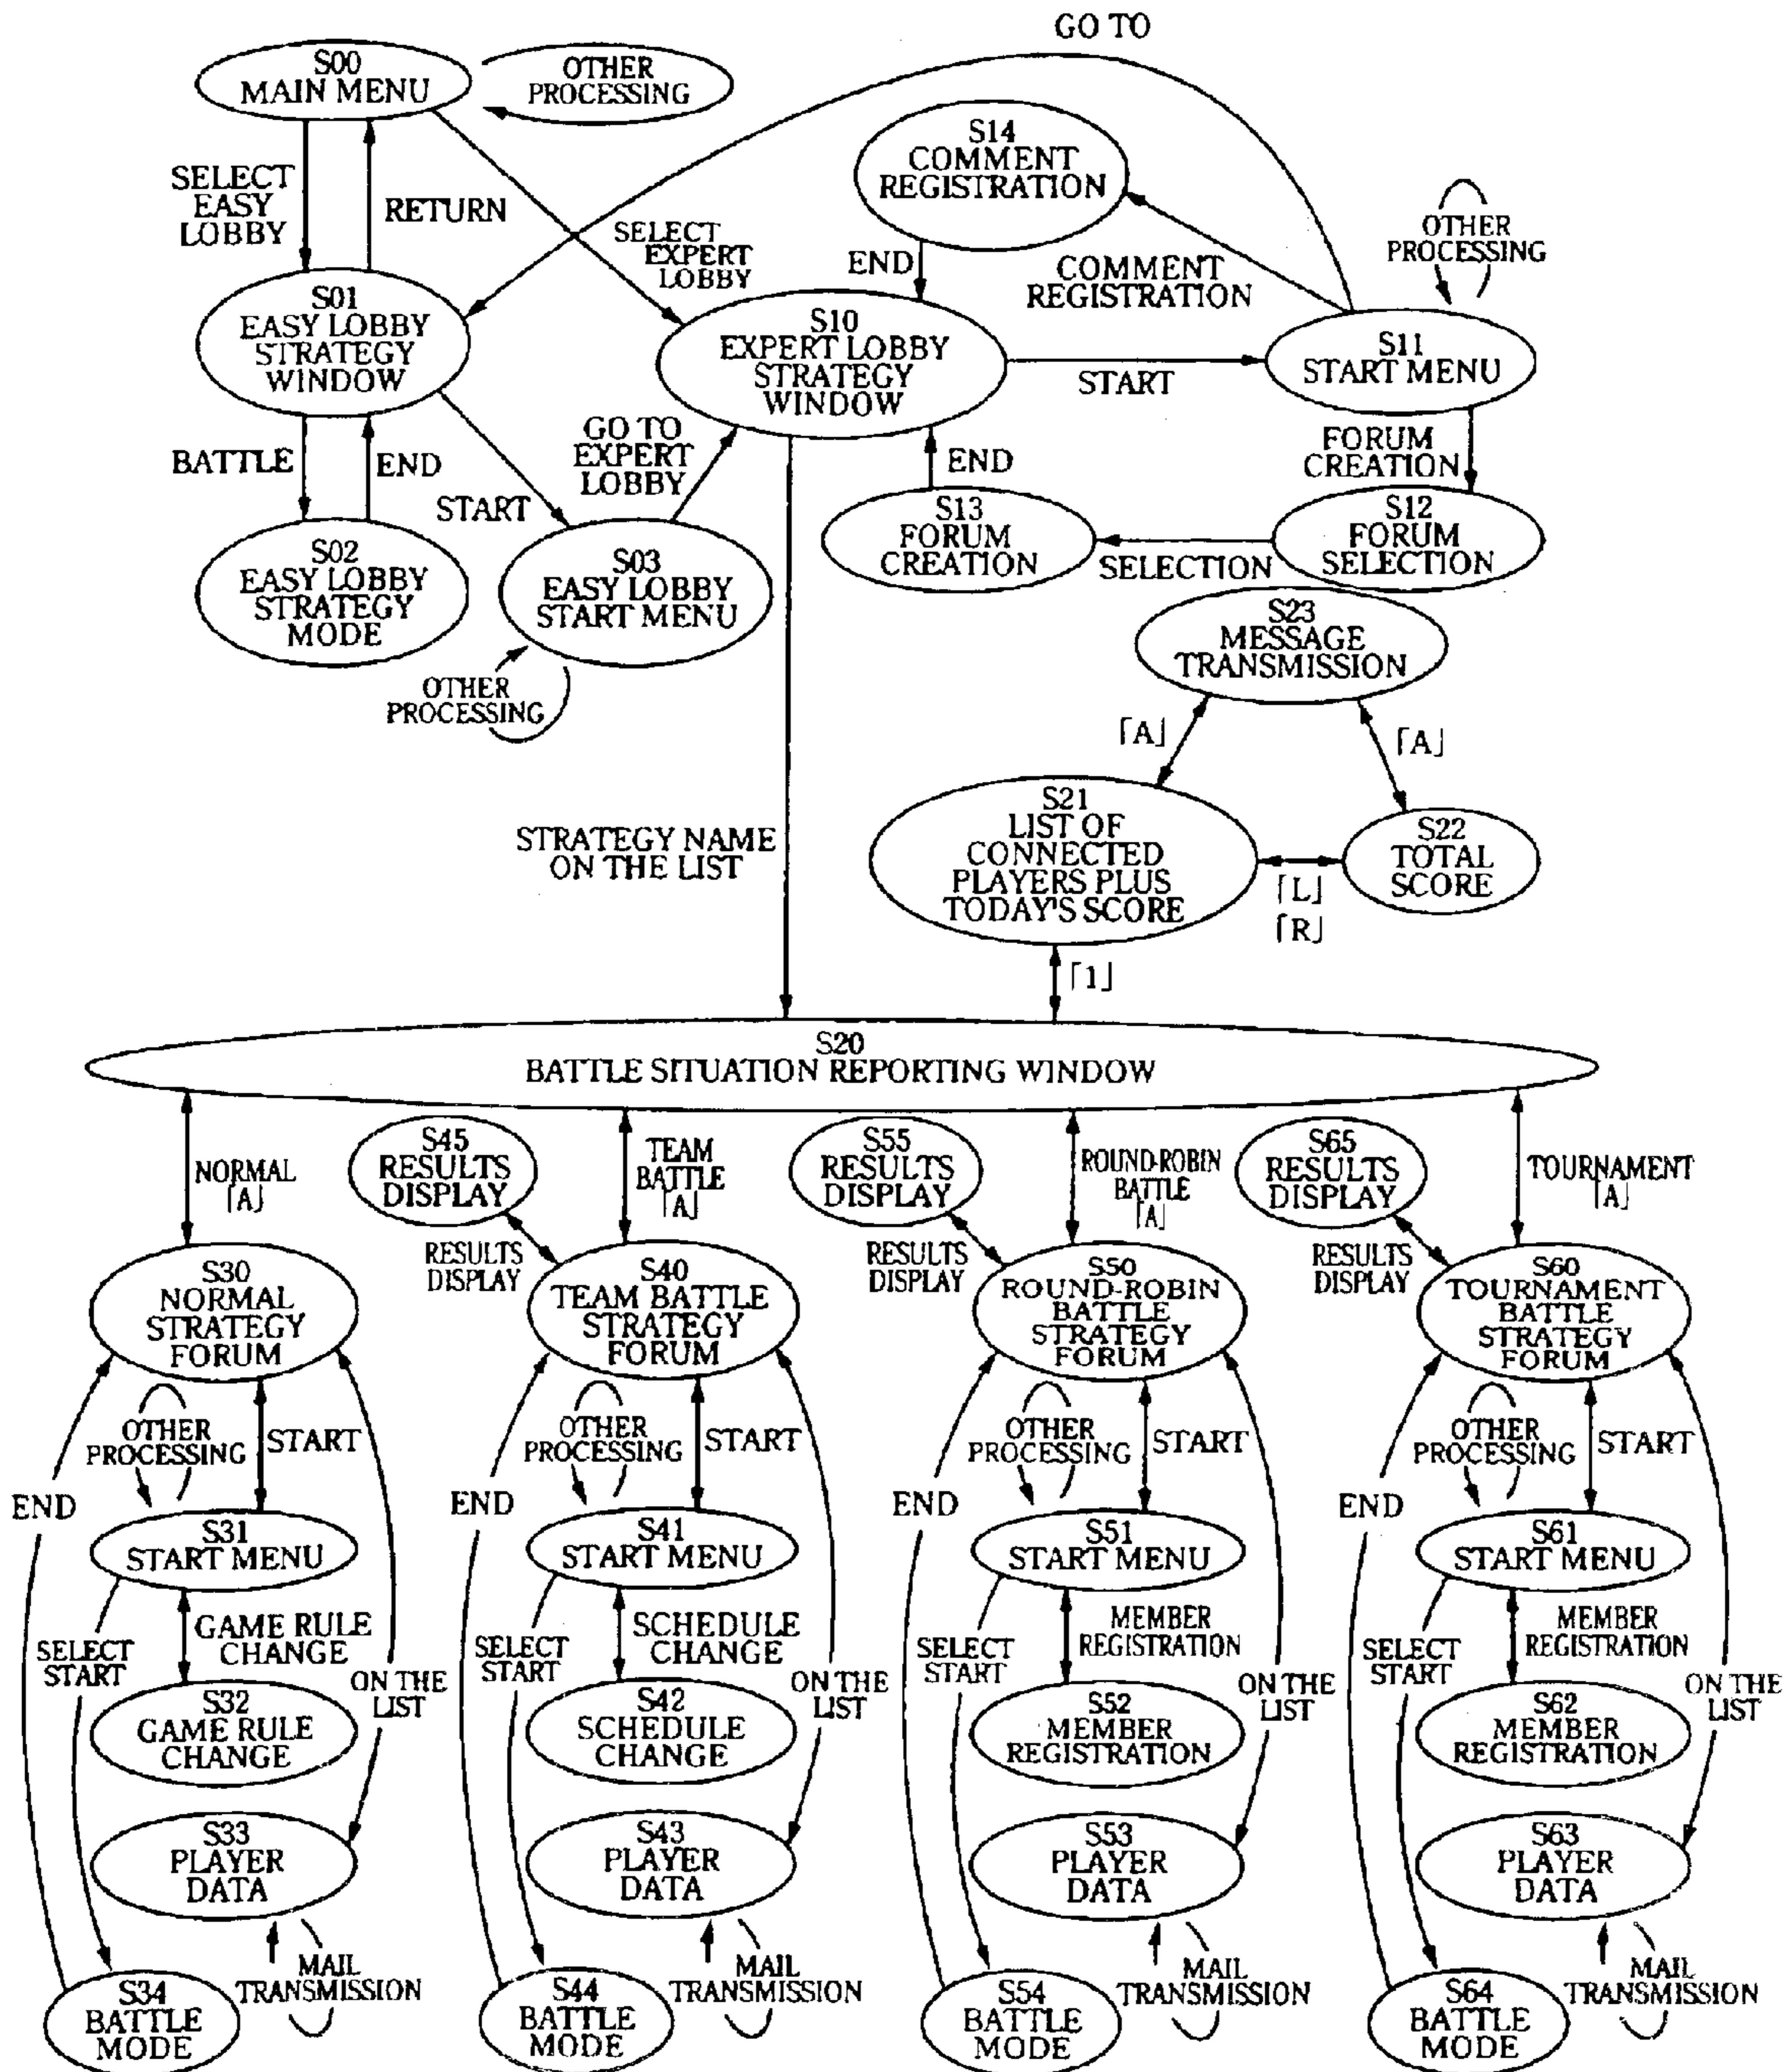 GO TO
S00
MAIN MENU
OTHER
PROCESSING
SELECT
EASY
LOBBY
RETURN
SELECT
EXPERT
LOBBY
S14
COMMENT
REGISTRATION
END
COMMENT
REGISTRATION
OTHER
PROCESSING
S01
EASY LOBBY
STRATEGY
WINDOW
S10
EXPERT LOBBY
STRATEGY
WINDOW
START
S11
START MENU
BATTLE
END
START
GO TO
EXPERT
LOBBY
END
FORUM
CREATION
S02
EASY LOBBY
STRATEGY
MODE
S03
EASY LOBBY
START MENU
OTHER
PROCESSING
S13
FORUM
CREATION
SELECTION
S12
FORUM
SELECTION
S23
MESSAGE
TRANSMISSION
「A」
「A」
STRATEGY NAME
ON THE LIST
S21
LIST OF
CONNECTED
PLAYERS PLUS
TODAY'S SCORE
「L」
「R」
S22
TOTAL
SCORE
「1」
S20
BATTLE SITUATION REPORTING WINDOW
NORMAL
「A」
S45
RESULTS
DISPLAY
TEAM
BATTLE
「A」
S55
RESULTS
DISPLAY
ROUND-ROBIN
BATTLE
「A」
S65
RESULTS
DISPLAY
TOURNAMENT
「A」
RESULTS
DISPLAY
RESULTS
DISPLAY
RESULTS
DISPLAY
S30
NORMAL
STRATEGY
FORUM
S40
TEAM BATTLE
STRATEGY
FORUM
S50
ROUND-ROBIN
BATTLE
STRATEGY
FORUM
S60
TOURNAMENT
BATTLE
STRATEGY
FORUM
OTHER
PROCESSING
START
END
S31
START MENU
SELECT
START
GAME RULE
CHANGE
ON THE
LIST
S32
GAME RULE
CHANGE
S33
PLAYER
DATA
MAIL
TRANSMISSION
S34
BATTLE
MODE
OTHER
PROCESSING
START
END
S41
START MENU
SELECT
START
SCHEDULE
CHANGE
ON THE
LIST
S42
SCHEDULE
CHANGE
S43
PLAYER
DATA
MAIL
TRANSMISSION
S44
BATTLE
MODE
OTHER
PROCESSING
START
END
S51
START MENU
SELECT
START
MEMBER
REGISTRATION
ON THE
LIST
S52
MEMBER
REGISTRATION
S53
PLAYER
DATA
MAIL
TRANSMISSION
S54
BATTLE
MODE
OTHER
PROCESSING
START
END
S61
START MENU
SELECT
START
MEMBER
REGISTRATION
ON THE
LIST
S62
MEMBER
REGISTRATION
S63
PLAYER
DATA
MAIL
TRANSMISSION
S64
BATTLE
MODE